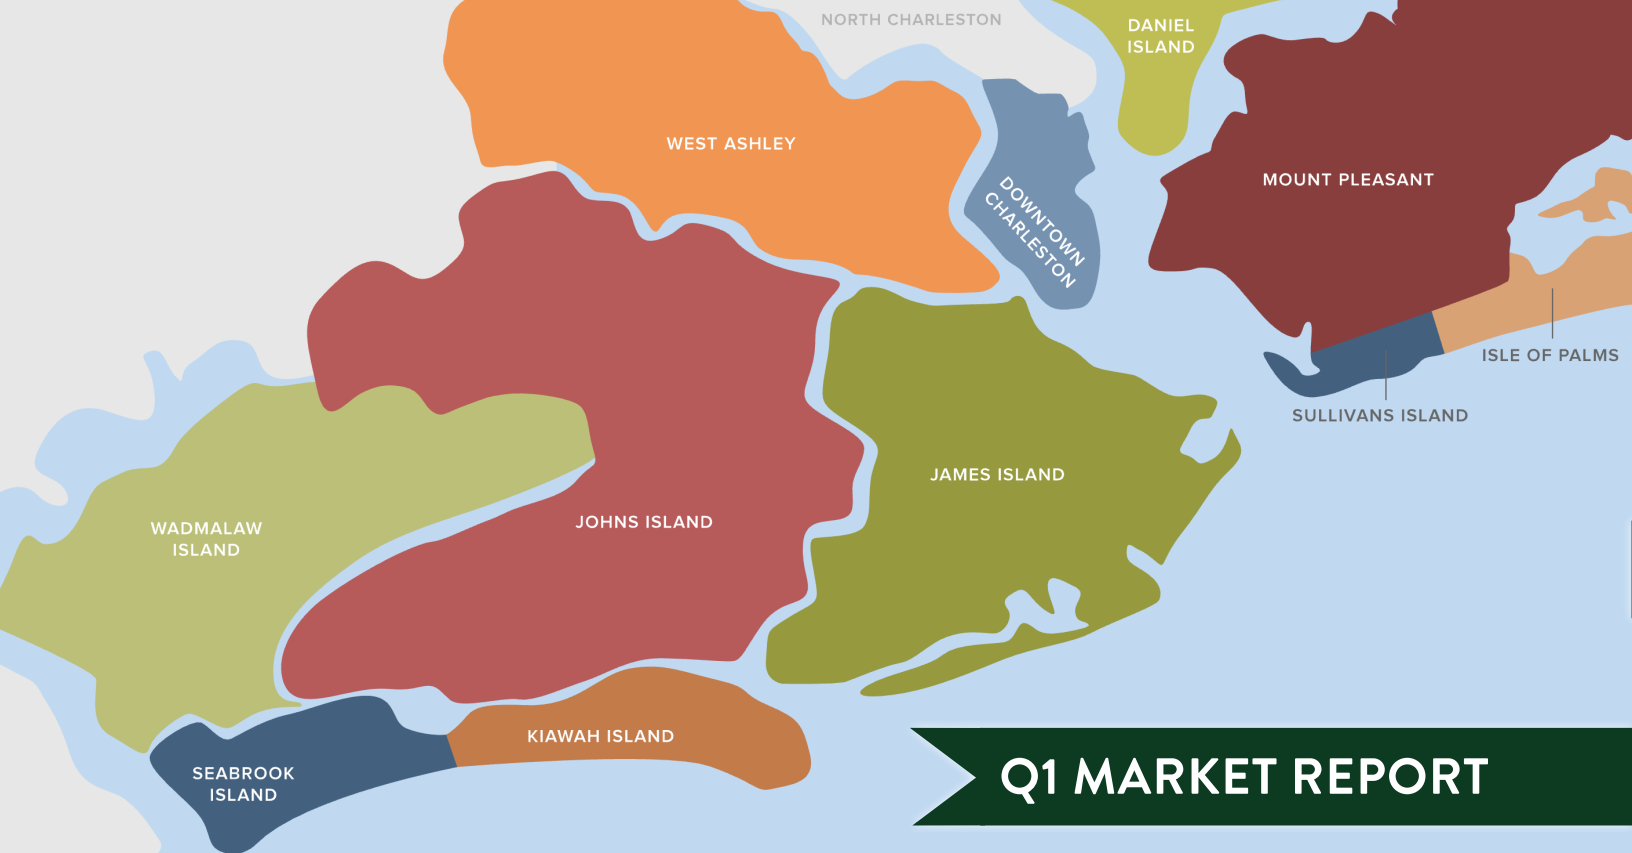 NORTH CHARLESTON
DANIEL
ISLAND
WEST ASHLEY
MOUNT PLEASANT
DOWNTOWN
CHARLESTON
ISLE OF PALMS
SULLIVANS ISLAND
JAMES ISLAND
JOHNS ISLAND
WADMALAW
ISLAND
KIAWAH ISLAND
SEABROOK
ISLAND
Q1 MARKET REPORT